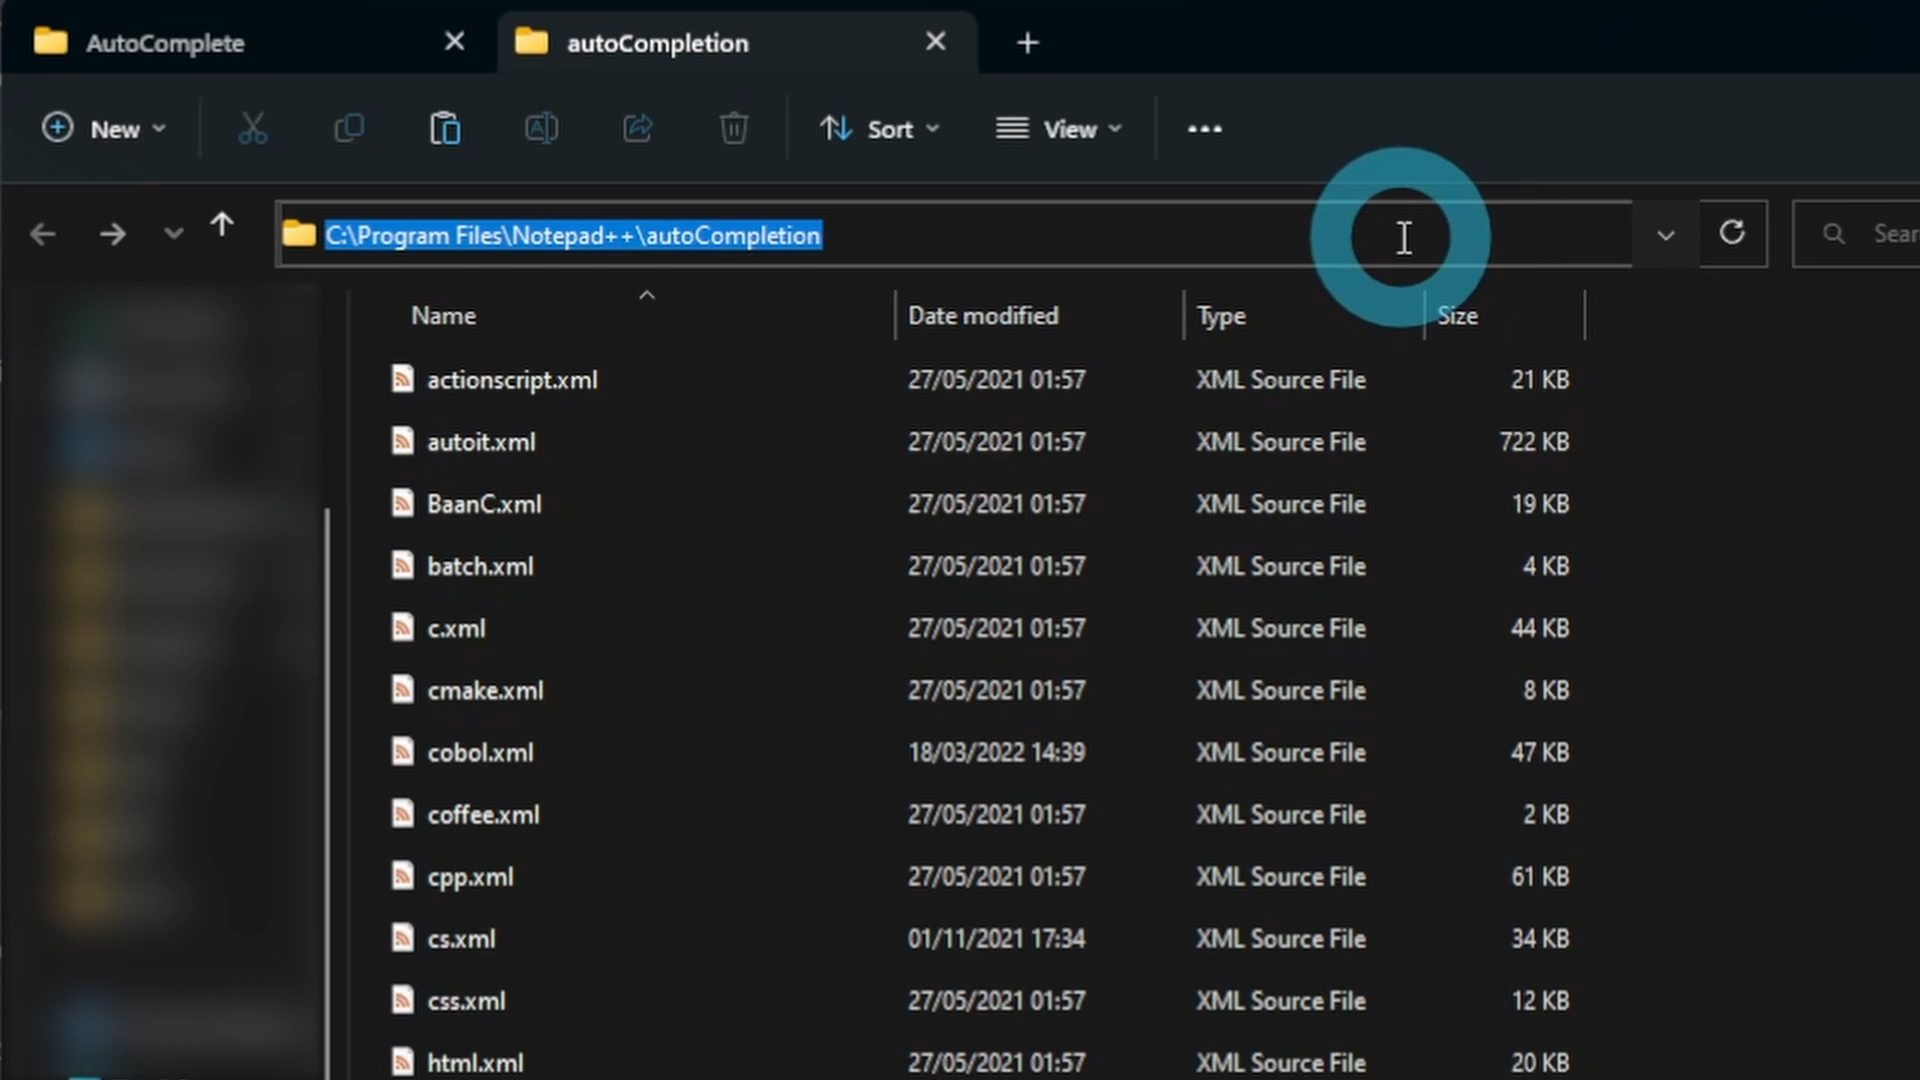 AutoComplete
autoCompletion
New
Sort
View
C:\Program Files\Notepad++\autoCompletion
Sear
Name Date modified Type Size
actionscript.xml 27/05/2021 01:57 XML Source File 21 KB
autoit.xml 27/05/2021 01:57 XML Source File 722 KB
BaanC.xml 27/05/2021 01:57 XML Source File 19 KB
batch.xml 27/05/2021 01:57 XML Source File 4 KB
c.xml 27/05/2021 01:57 XML Source File 44 KB
cmake.xml 27/05/2021 01:57 XML Source File 8 KB
cobol.xml 18/03/2022 14:39 XML Source File 47 KB
coffee.xml 27/05/2021 01:57 XML Source File 2 KB
cpp.xml 27/05/2021 01:57 XML Source File 61 KB
cs.xml 01/11/2021 17:34 XML Source File 34 KB
css.xml 27/05/2021 01:57 XML Source File 12 KB
html.xml 27/05/2021 01:57 XML Source File 20 KB